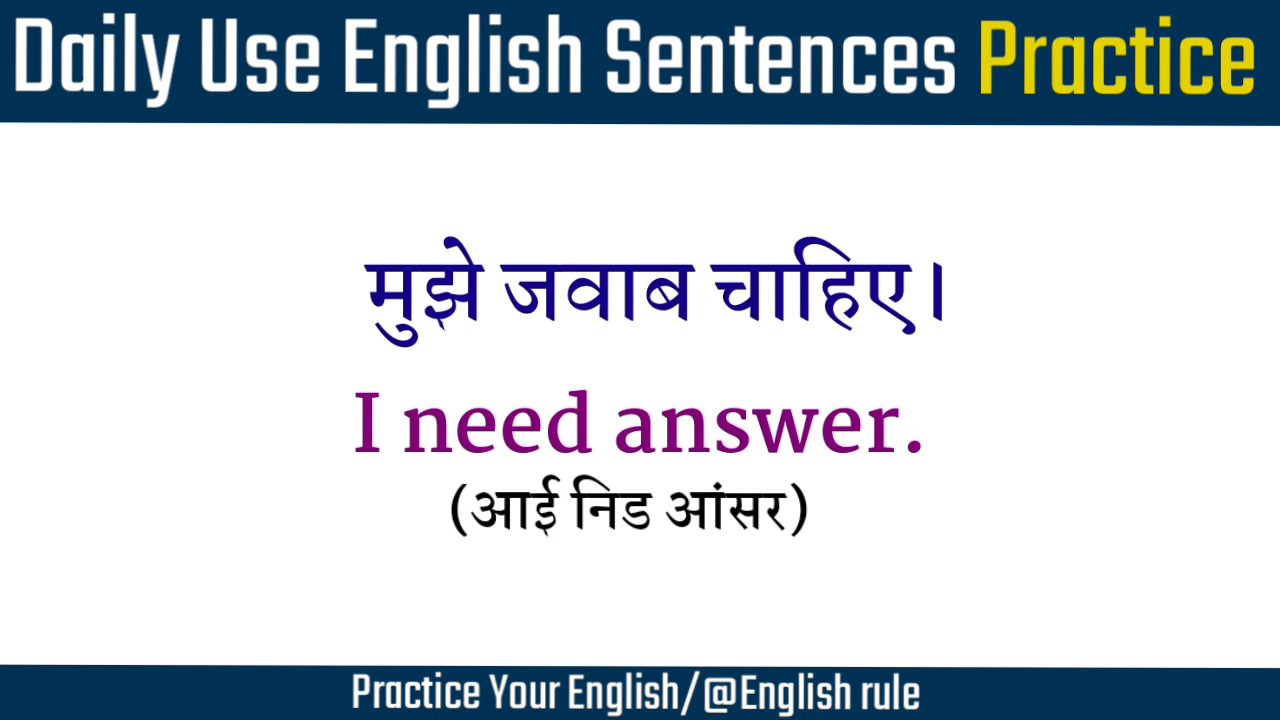 Daily Use English Sentences Practice
मुझे जवाब चाहिए।
I need answer.
(आई निड आंसर)
Practice Your English/@English rule